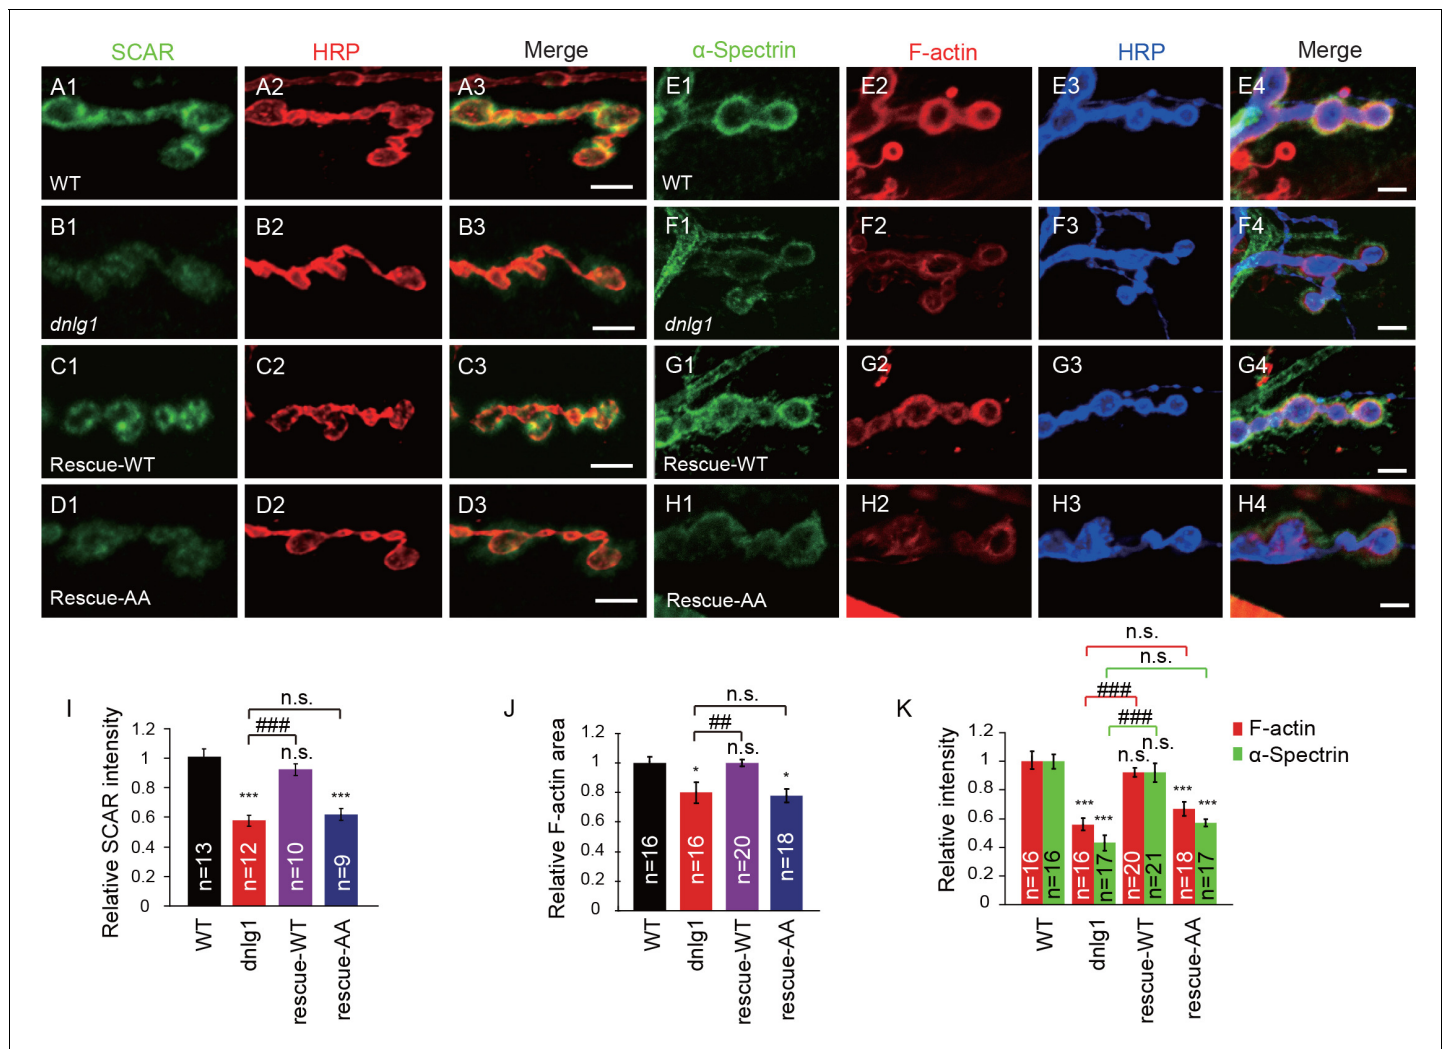 SCAR HRP Merge α-Spectrin F-actin HRP Merge
A1 A2 A3 E1 E2 E3 E4
WT WT
B1 B2 B3 F1 F2 F3 F4
dnlg1 dnlg1
C1 C2 C3 G1 G2 G3 G4
Rescue-WT Rescue-WT
D1 D2 D3 H1 H2 H3 H4
Rescue-AA Rescue-AA
I
Relative SCAR intensity
1.2
1
0.8
0.6
0.4
0.2
0
n.s.
###
n.s.
*** ***
n=13 n=12 n=10 n=9
WT dnlg1 rescue-WT rescue-AA
J
Relative F-actin area
1.2
1
0.8
0.6
0.4
0.2
0
n.s.
##
n.s.
* *
n=16 n=16 n=20 n=18
WT dnlg1 rescue-WT rescue-AA
K
Relative intensity
1.2
1
0.8
0.6
0.4
0.2
0
n.s.
n.s.
###
###
n.s. n.s.
*** *** *** ***
n=16 n=16 n=16 n=17 n=20 n=21 n=18 n=17
WT dnlg1 rescue-WT rescue-AA
F-actin
α-Spectrin